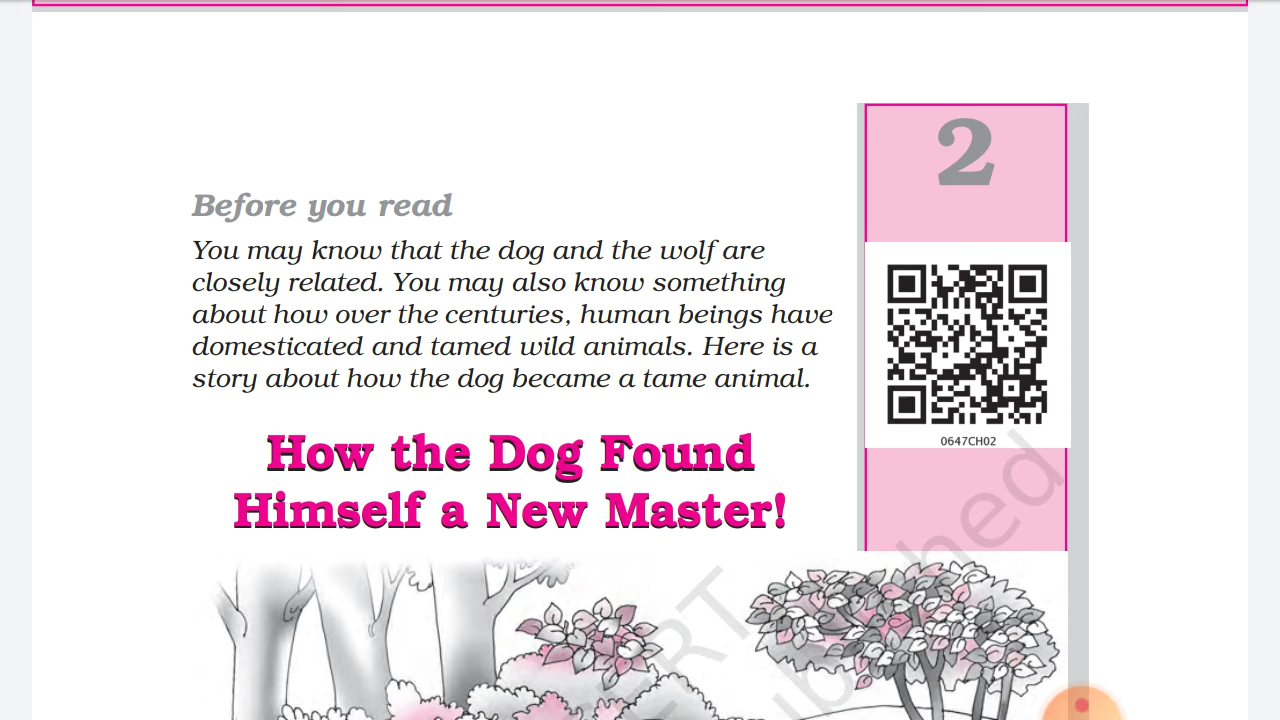 2
Before you read
You may know that the dog and the wolf are
closely related. You may also know something
about how over the centuries, human beings have
domesticated and tamed wild animals. Here is a
story about how the dog became a tame animal.
0647CH02
How the Dog Found
Himself a New Master!